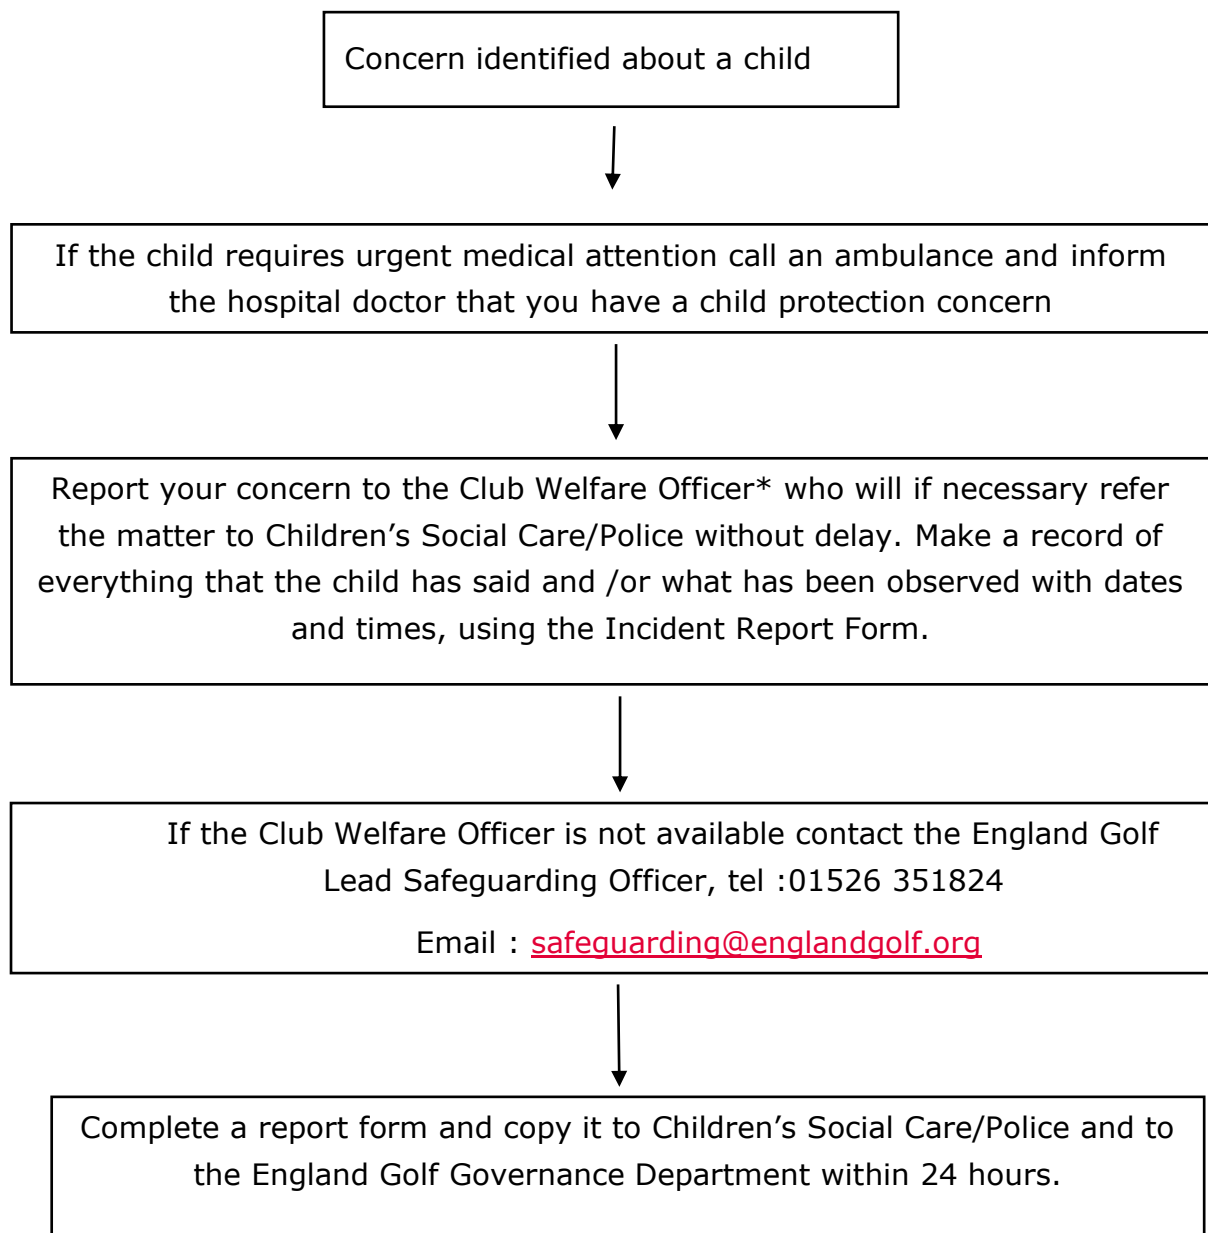 Concern identified about a child
If the child requires urgent medical attention call an ambulance and inform
the hospital doctor that you have a child protection concern
Report your concern to the Club Welfare Officer* who will if necessary refer
the matter to Children’s Social Care/Police without delay. Make a record of
everything that the child has said and /or what has been observed with dates
and times, using the Incident Report Form.
If the Club Welfare Officer is not available contact the England Golf
Lead Safeguarding Officer, tel :01526 351824
Email : safeguarding@englandgolf.org
Complete a report form and copy it to Children’s Social Care/Police and to
the England Golf Governance Department within 24 hours.